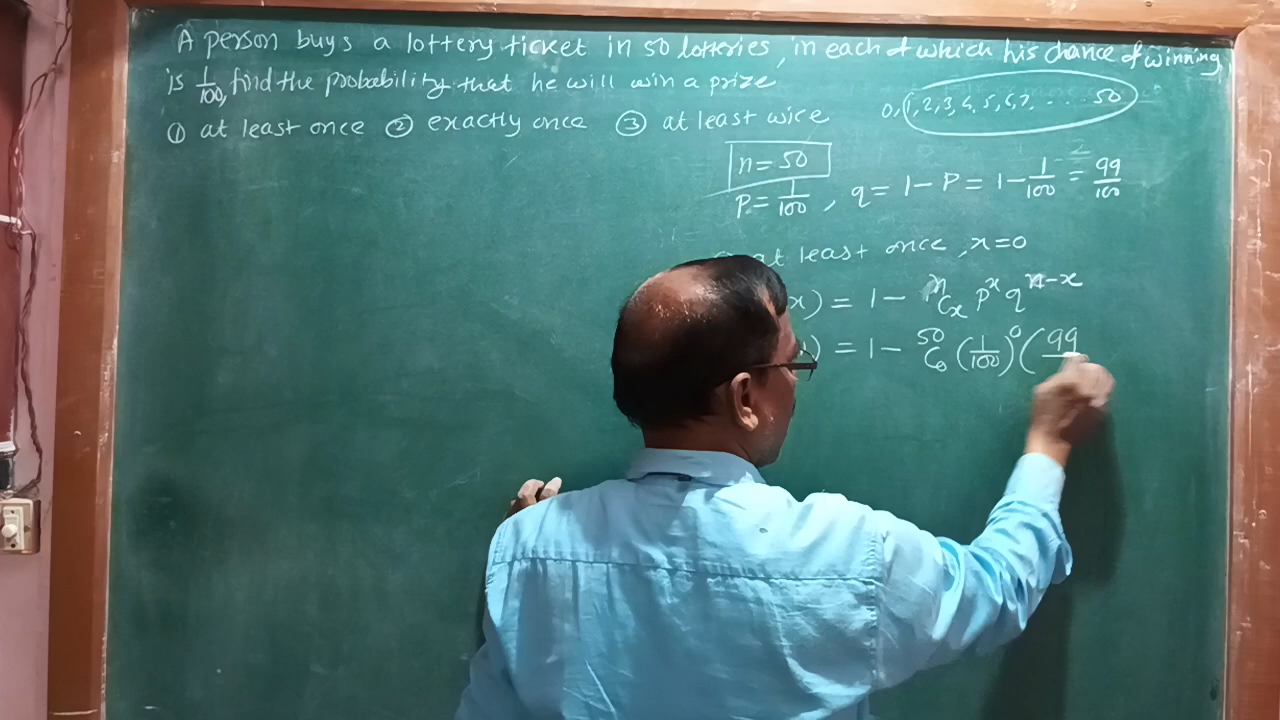 A person buys a lottery ticket in 50 lotteries, in each of which his chance of winning
is 1/100, find the probability that he will win a prize
① at least once ② exactly once ③ at least wice
0, 1, 2, 3, 4, 5, 6, 7, . . . . 50
n = 50
P = 1/100, q = 1 - P = 1 - 1/100 = 99/100
at least once, x = 0
x) = 1 - ⁿCₓ pˣ qⁿ⁻ˣ
) = 1 - ⁵⁰C₀ (1/100)⁰ (99